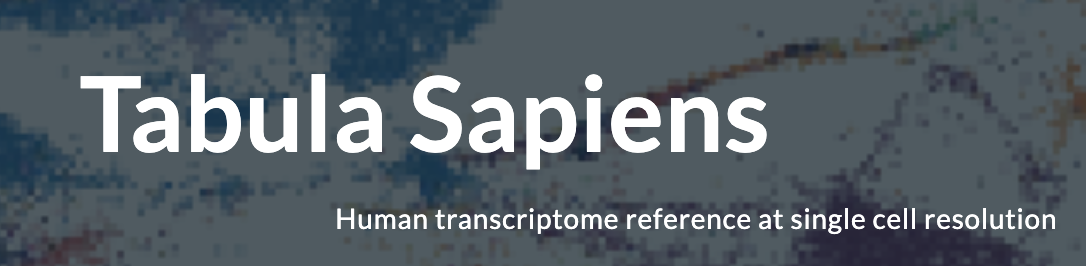 Tabula Sapiens
Human transcriptome reference at single cell resolution